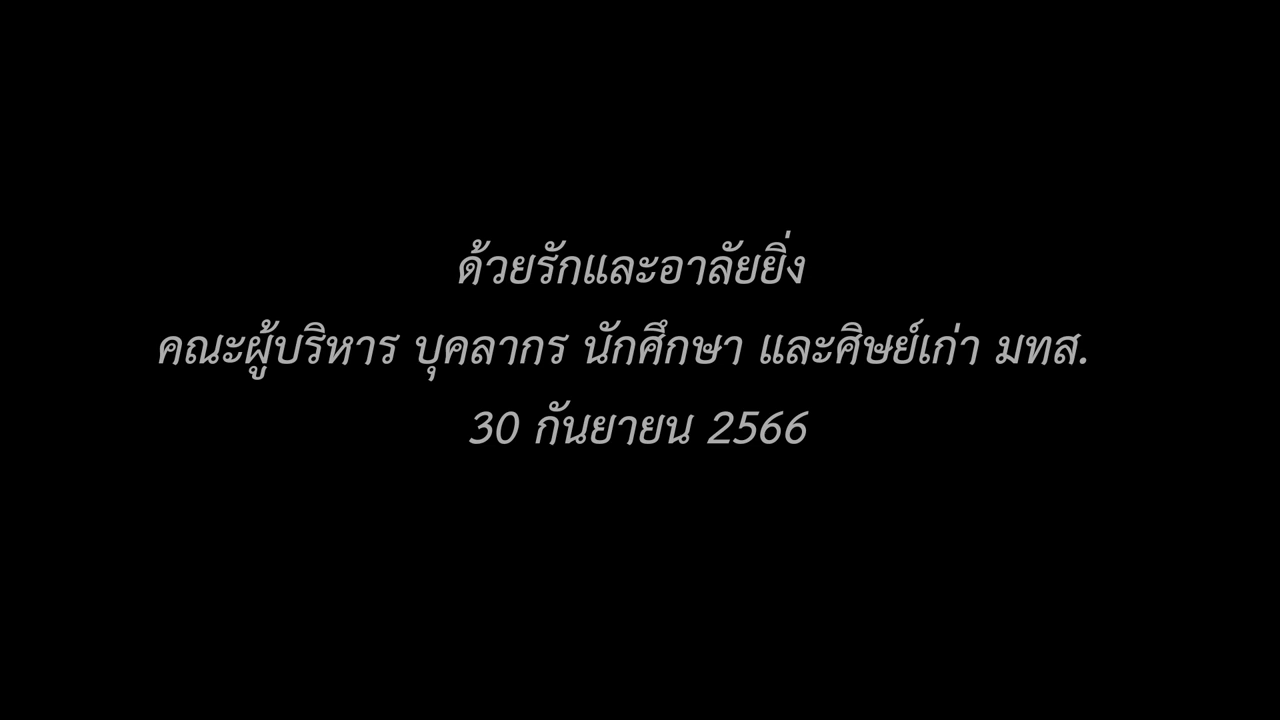 ด้วยรักและอาลัยยิ่ง
คณะผู้บริหาร บุคลากร นักศึกษา และศิษย์เก่า มทส.
30 กันยายน 2566